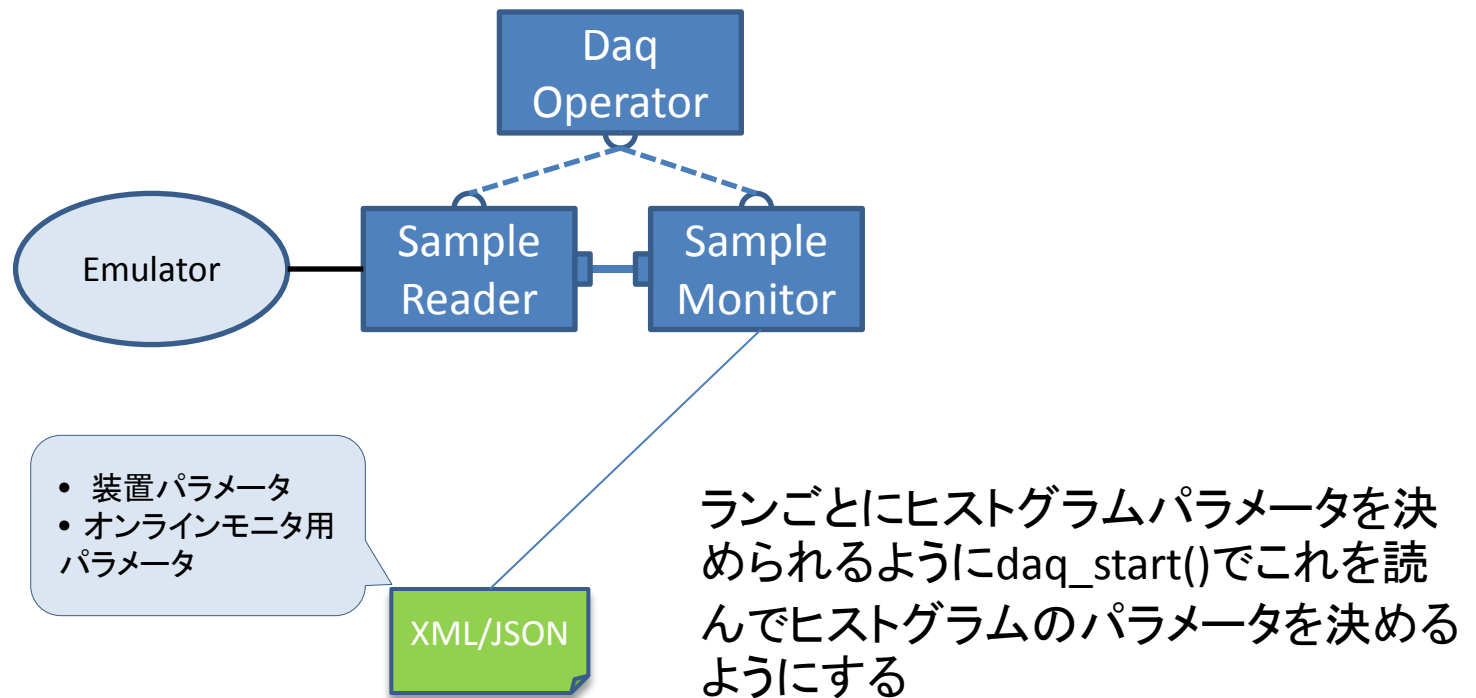 Daq
Operator
Emulator
Sample
Reader
Sample
Monitor
• 装置パラメータ
• オンラインモニタ用
パラメータ
XML/JSON
ランごとにヒストグラムパラメータを決
められるようにdaq_start()でこれを読
んでヒストグラムのパラメータを決める
ようにする